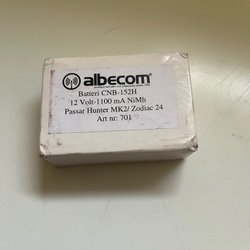 albecom®
Batteri CNB-152H
12 Volt-1100 mA NiMh
Passar Hunter MK2/ Zodiac 24
Art nr: 701